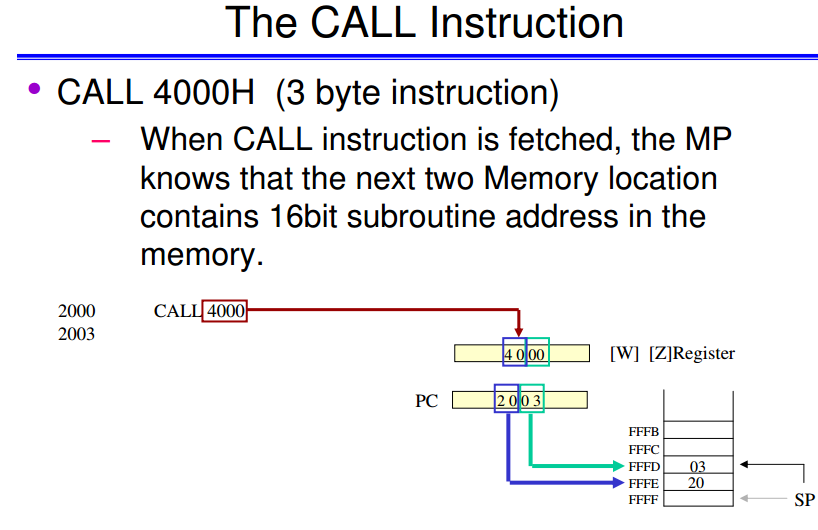 The CALL Instruction
• CALL 4000H (3 byte instruction)
– When CALL instruction is fetched, the MP
knows that the next two Memory location
contains 16bit subroutine address in the
memory.
2000 CALL 4000
2003
40 00 [W] [Z]Register
PC 20 03
FFFB
FFFC
FFFD 03
FFFE 20
FFFF SP